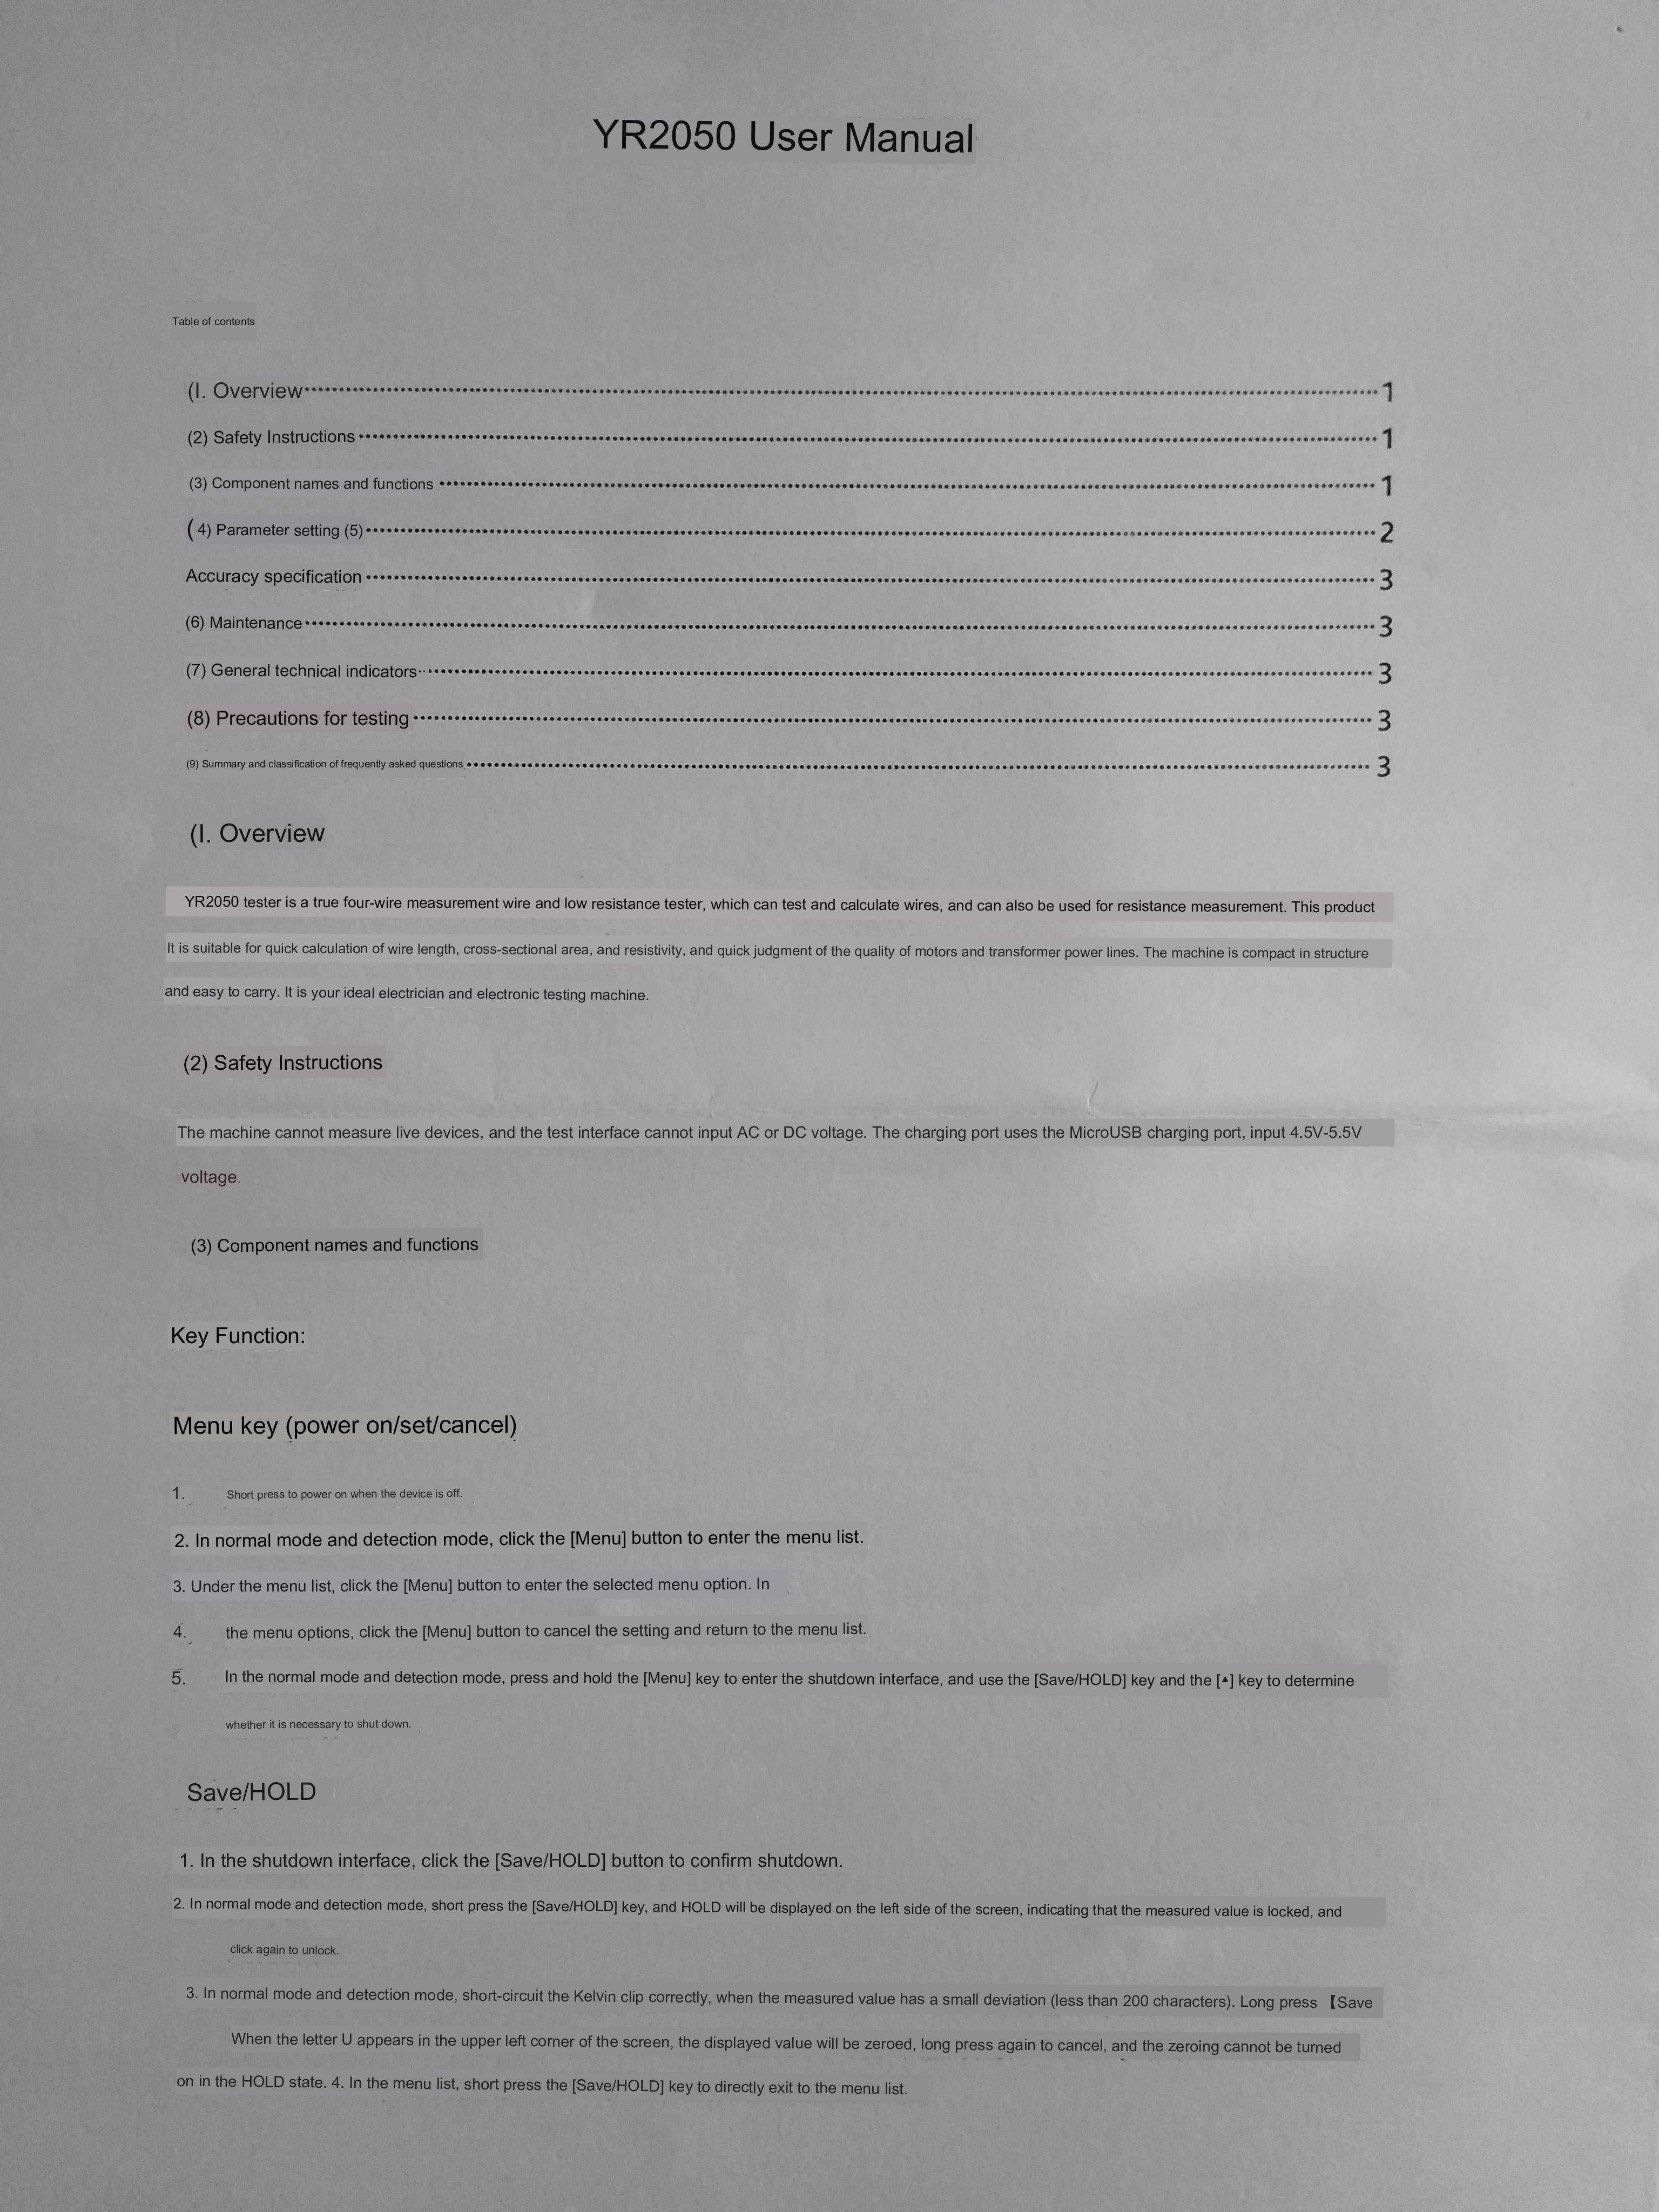 YR2050 User Manual
Table of contents
(I. Overview 1
(2) Safety Instructions 1
(3) Component names and functions 1
(4) Parameter setting (5) 2
Accuracy specification 3
(6) Maintenance 3
(7) General technical indicators 3
(8) Precautions for testing 3
(9) Summary and classification of frequently asked questions 3
(I. Overview
YR2050 tester is a true four-wire measurement wire and low resistance tester, which can test and calculate wires, and can also be used for resistance measurement. This product
It is suitable for quick calculation of wire length, cross-sectional area, and resistivity, and quick judgment of the quality of motors and transformer power lines. The machine is compact in structure
and easy to carry. It is your ideal electrician and electronic testing machine.
(2) Safety Instructions
The machine cannot measure live devices, and the test interface cannot input AC or DC voltage. The charging port uses the MicroUSB charging port, input 4.5V-5.5V
voltage.
(3) Component names and functions
Key Function:
Menu key (power on/set/cancel)
1. Short press to power on when the device is off.
2. In normal mode and detection mode, click the [Menu] button to enter the menu list.
3. Under the menu list, click the [Menu] button to enter the selected menu option. In
4. the menu options, click the [Menu] button to cancel the setting and return to the menu list.
5. In the normal mode and detection mode, press and hold the [Menu] key to enter the shutdown interface, and use the [Save/HOLD] key and the [▲] key to determine
whether it is necessary to shut down.
Save/HOLD
1. In the shutdown interface, click the [Save/HOLD] button to confirm shutdown.
2. In normal mode and detection mode, short press the [Save/HOLD] key, and HOLD will be displayed on the left side of the screen, indicating that the measured value is locked, and
click again to unlock.
3. In normal mode and detection mode, short-circuit the Kelvin clip correctly, when the measured value has a small deviation (less than 200 characters). Long press 【Save
When the letter U appears in the upper left corner of the screen, the displayed value will be zeroed, long press again to cancel, and the zeroing cannot be turned
on in the HOLD state. 4. In the menu list, short press the [Save/HOLD] key to directly exit to the menu list.